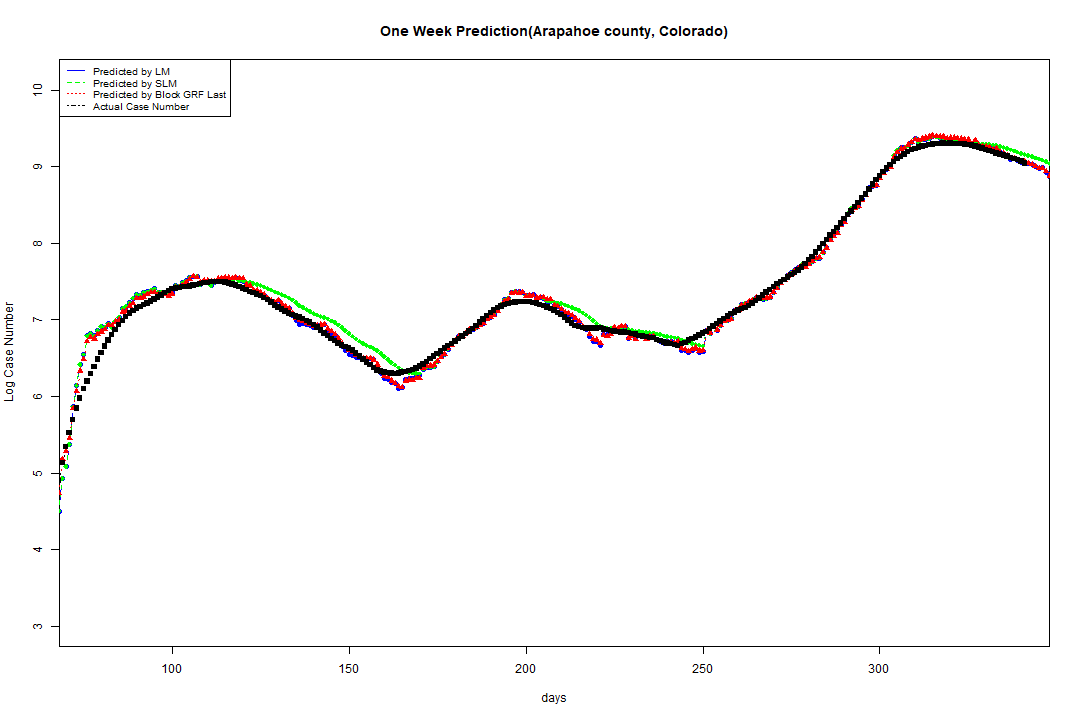 One Week Prediction(Arapahoe county, Colorado)
Predicted by LM
Predicted by SLM
Predicted by Block GRF Last
Actual Case Number
10
9
8
7
6
5
4
3
Log Case Number
100 150 200 250 300
days